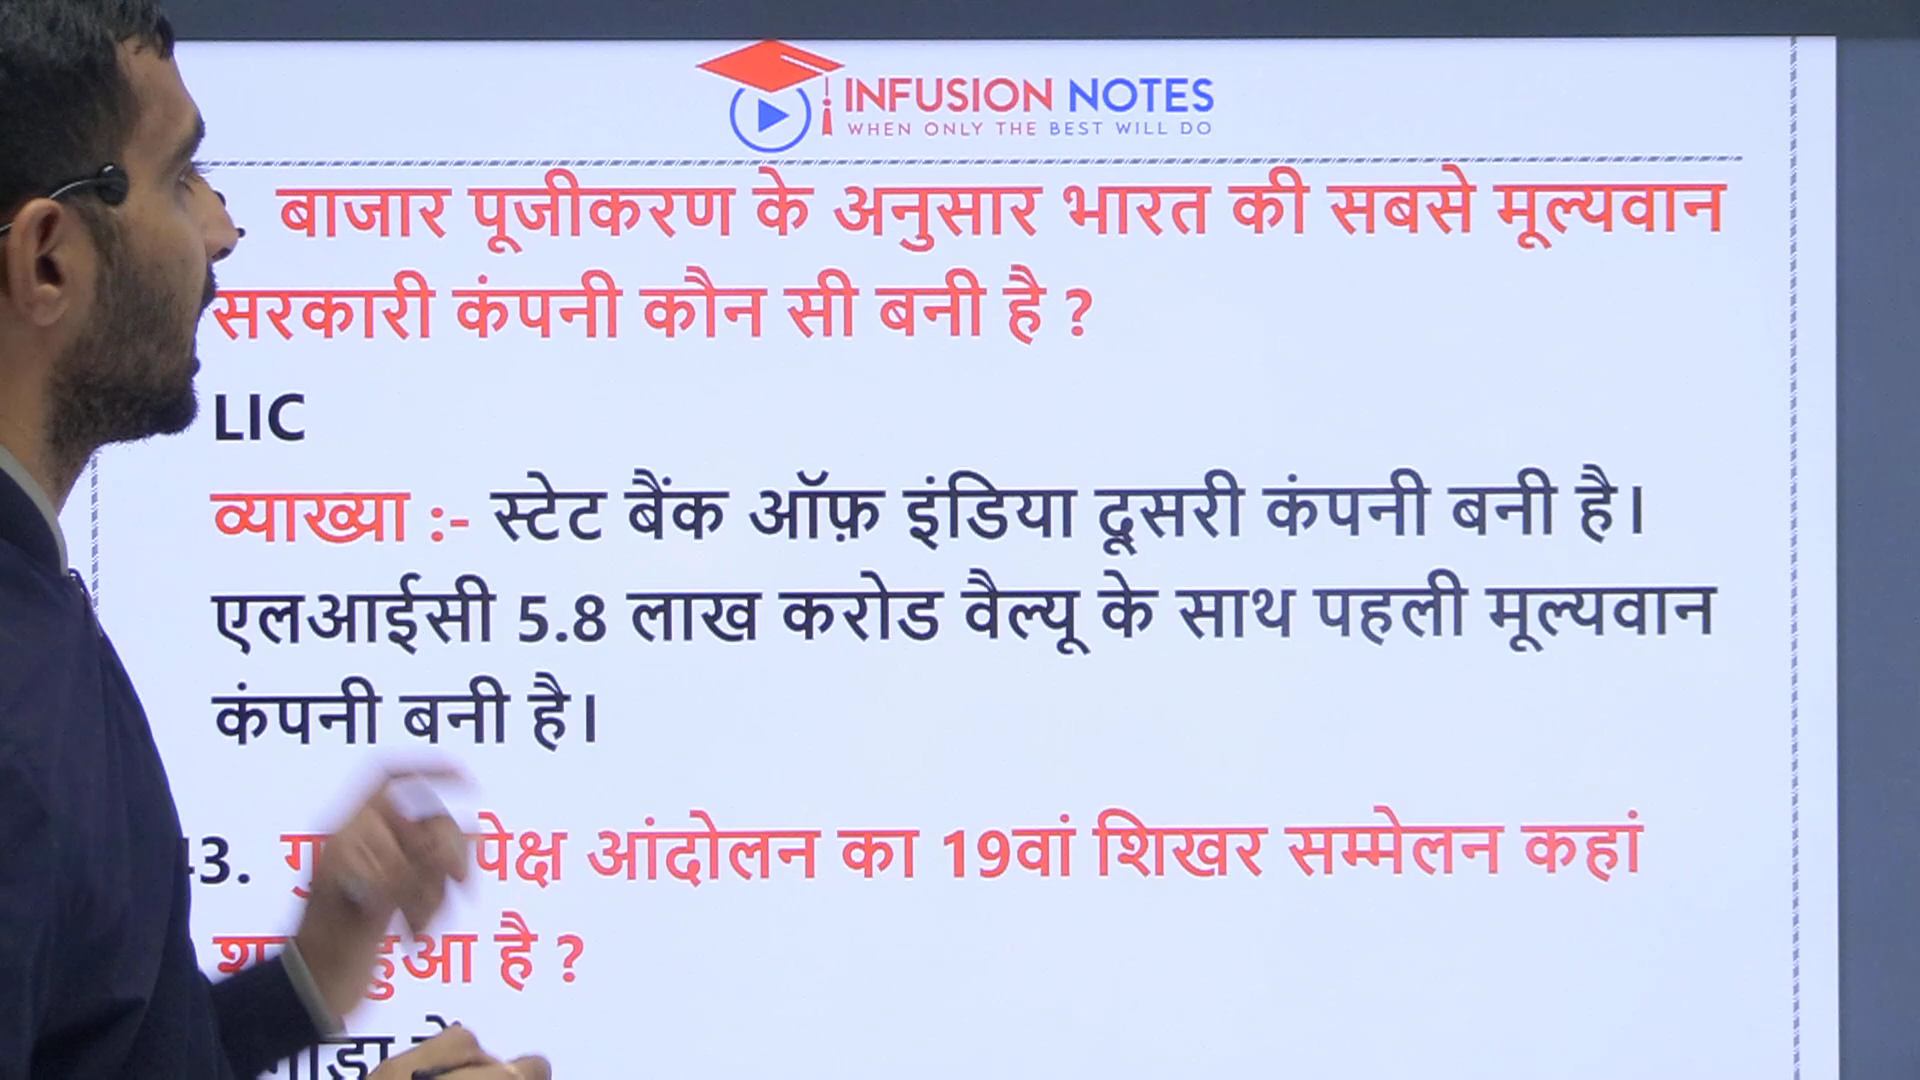 INFUSION NOTES
WHEN ONLY THE BEST WILL DO
बाजार पूजीकरण के अनुसार भारत की सबसे मूल्यवान
सरकारी कंपनी कौन सी बनी है ?
LIC
व्याख्या :- स्टेट बैंक ऑफ़ इंडिया दूसरी कंपनी बनी है।
एलआईसी 5.8 लाख करोड वैल्यू के साथ पहली मूल्यवान
कंपनी बनी है।
आंदोलन का 19वां शिखर सम्मेलन कहां
हुआ है ?